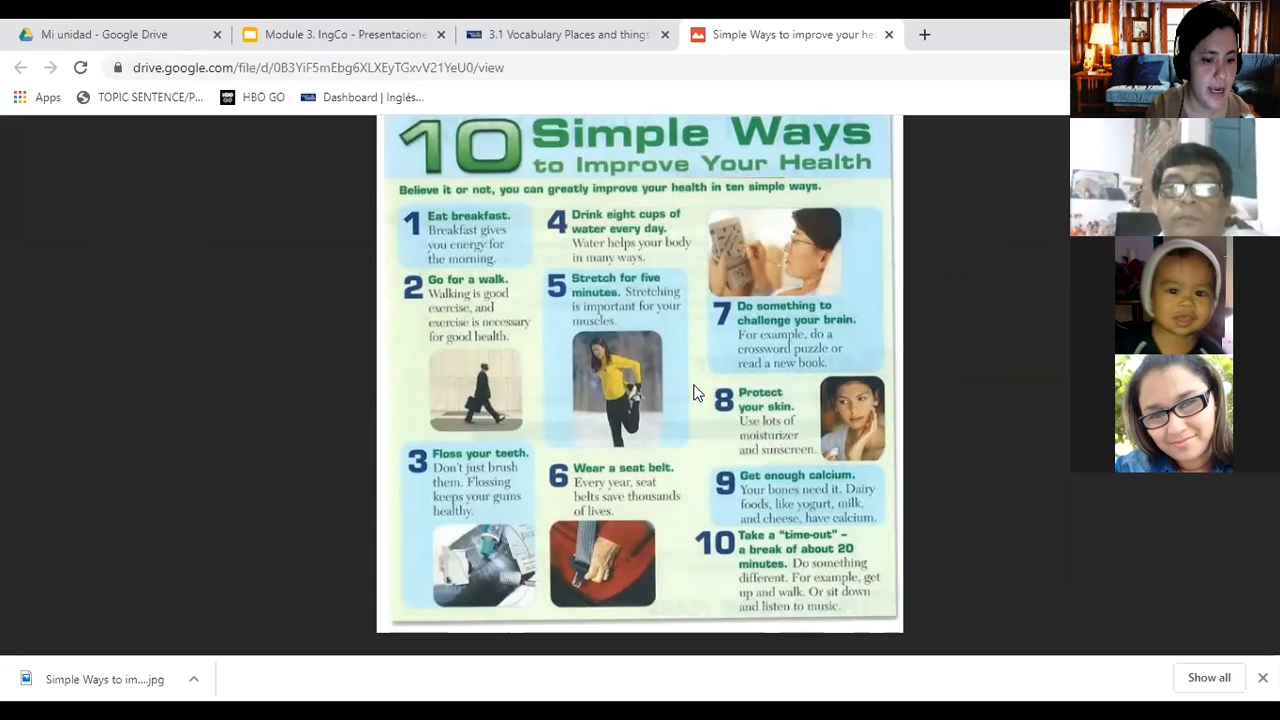 Mi unidad - Google Drive
Module 3. IngCo - Presentacione
3.1 Vocabulary Places and things
Simple Ways to improve your he
drive.google.com/file/d/0B3YiF5mEbg6XLXEyTGxvV21YeU0/view
Apps
TOPIC SENTENCE/P...
HBO GO
Dashboard | Inglés...
10 Simple Ways
to Improve Your Health
Believe it or not, you can greatly improve your health in ten simple ways.
1 Eat breakfast.
Breakfast gives
you energy for
the morning.
2 Go for a walk.
Walking is good
exercise, and
exercise is necessary
for good health.
3 Floss your teeth.
Don't just brush
them. Flossing
keeps your gums
healthy.
4 Drink eight cups of
water every day.
Water helps your body
in many ways.
5 Stretch for five
minutes. Stretching
is important for your
muscles.
6 Wear a seat belt.
Every year, seat
belts save thousands
of lives.
7 Do something to
challenge your brain.
For example, do a
crossword puzzle or
read a new book.
8 Protect
your skin.
Use lots of
moisturizer
and sunscreen.
9 Get enough calcium.
Your bones need it. Dairy
foods, like yogurt, milk,
and cheese, have calcium.
10 Take a "time-out" –
a break of about 20
minutes. Do something
different. For example, get
up and walk. Or sit down
and listen to music.
Simple Ways to im....jpg
Show all